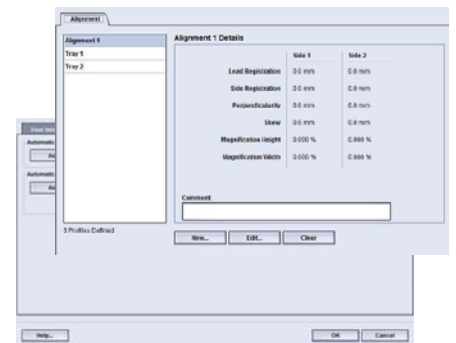 Alignment
Alignment 1
Tray 1
Tray 2
3 Profiles Defined
Alignment 1 Details
Side 1 Side 2
Lead Registration 0.0 mm 0.0 mm
Side Registration 0.0 mm 0.0 mm
Perpendicularity 0.0 mm 0.0 mm
Skew 0.0 mm 0.0 mm
Magnification Height 0.000 % 0.000 %
Magnification Width 0.000 % 0.000 %
Comment
New... Edit... Clear
Automatic
Automatic
Help... OK Cancel